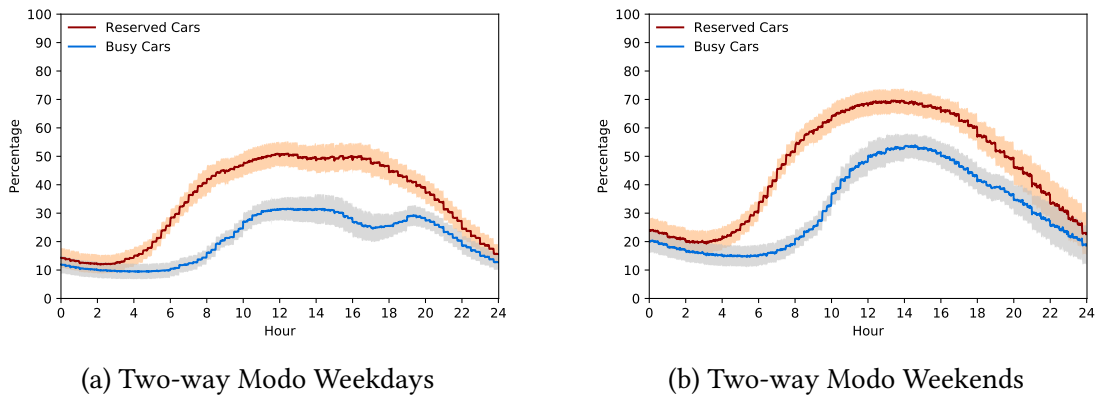 100
90
80
70
60
50
40
30
20
10
0
Percentage
Reserved Cars
Busy Cars
0 2 4 6 8 10 12 14 16 18 20 22 24
Hour
(a) Two-way Modo Weekdays
100
90
80
70
60
50
40
30
20
10
0
Percentage
Reserved Cars
Busy Cars
0 2 4 6 8 10 12 14 16 18 20 22 24
Hour
(b) Two-way Modo Weekends